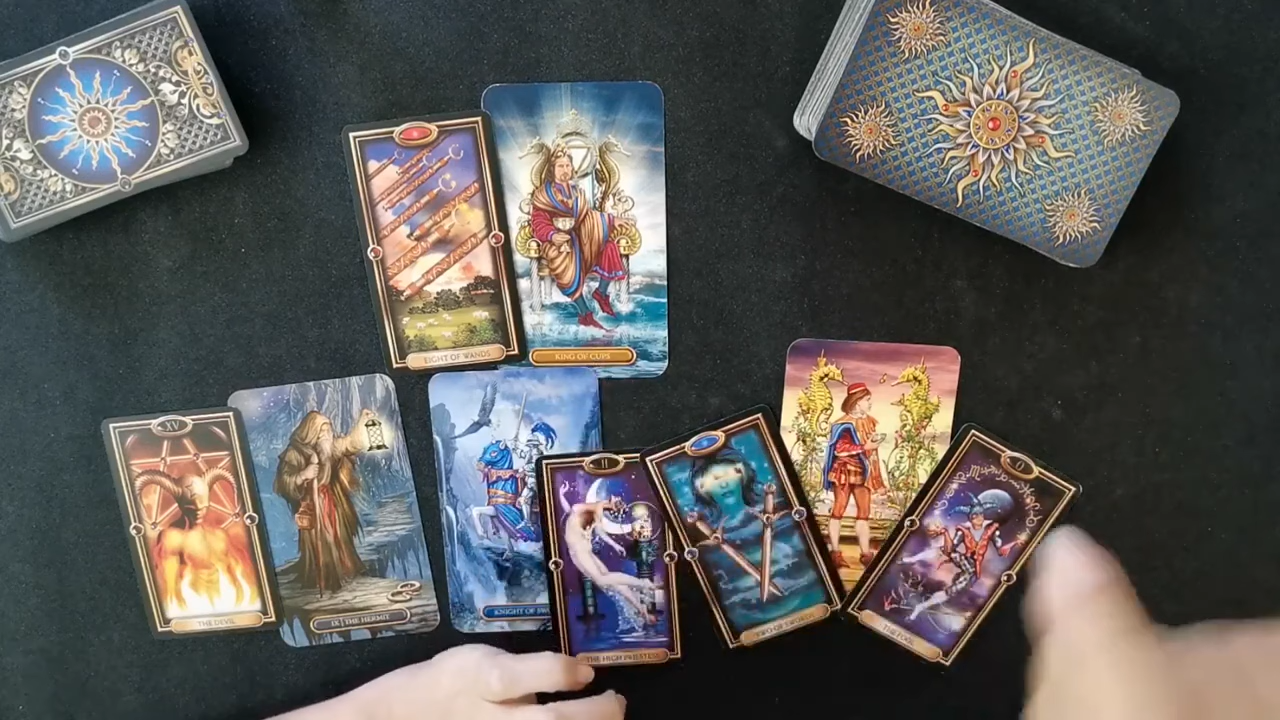 EIGHT OF WANDS
KING OF CUPS
XV
THE DEVIL
IX | THE HERMIT
KNIGHT OF
II
THE HIGH PRIESTESS
TWO OF SWORDS
0
THE FOOL